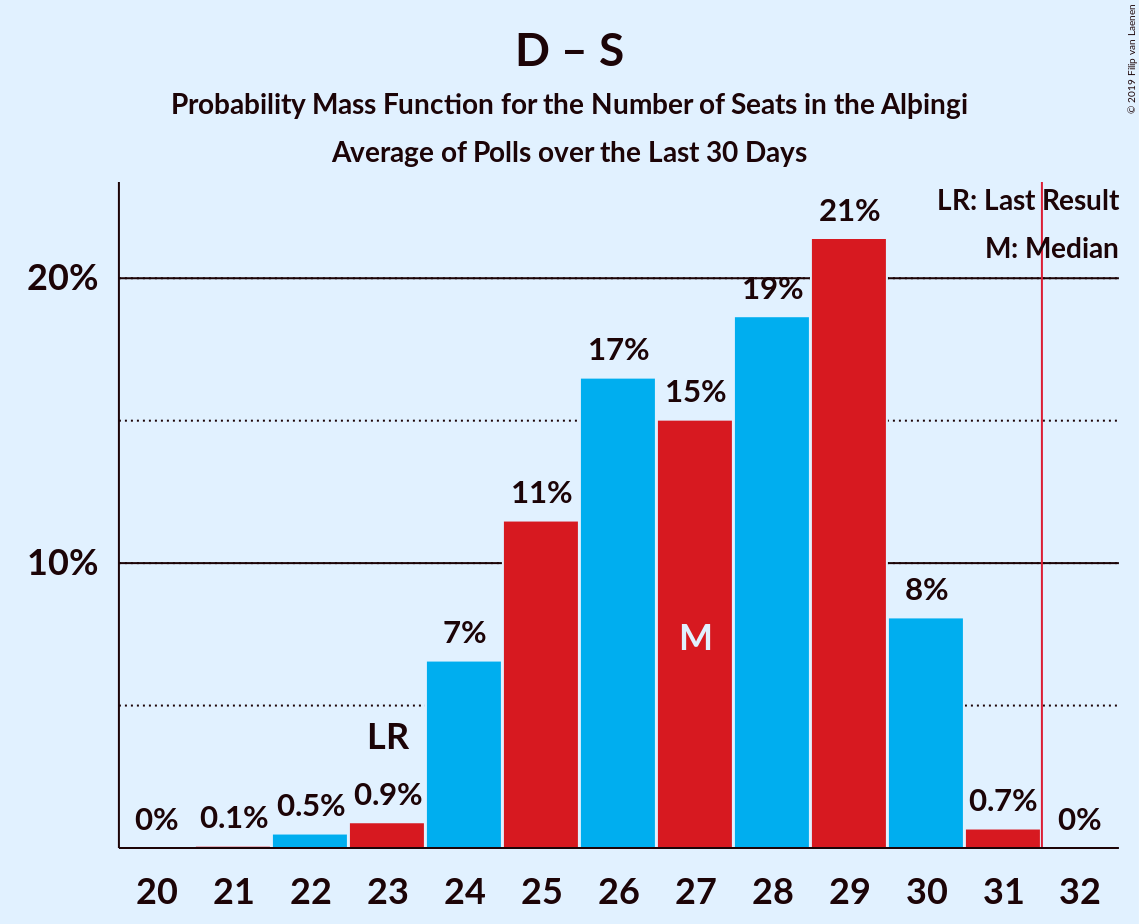 D – S
Probability Mass Function for the Number of Seats in the Alþingi
Average of Polls over the Last 30 Days
© 2019 Filip van Laenen
LR: Last Result
M: Median
21%
20%
19%
17%
15%
11%
10%
8%
7%
M
LR
0% 0.1% 0.5% 0.9% 0.7% 0%
20 21 22 23 24 25 26 27 28 29 30 31 32